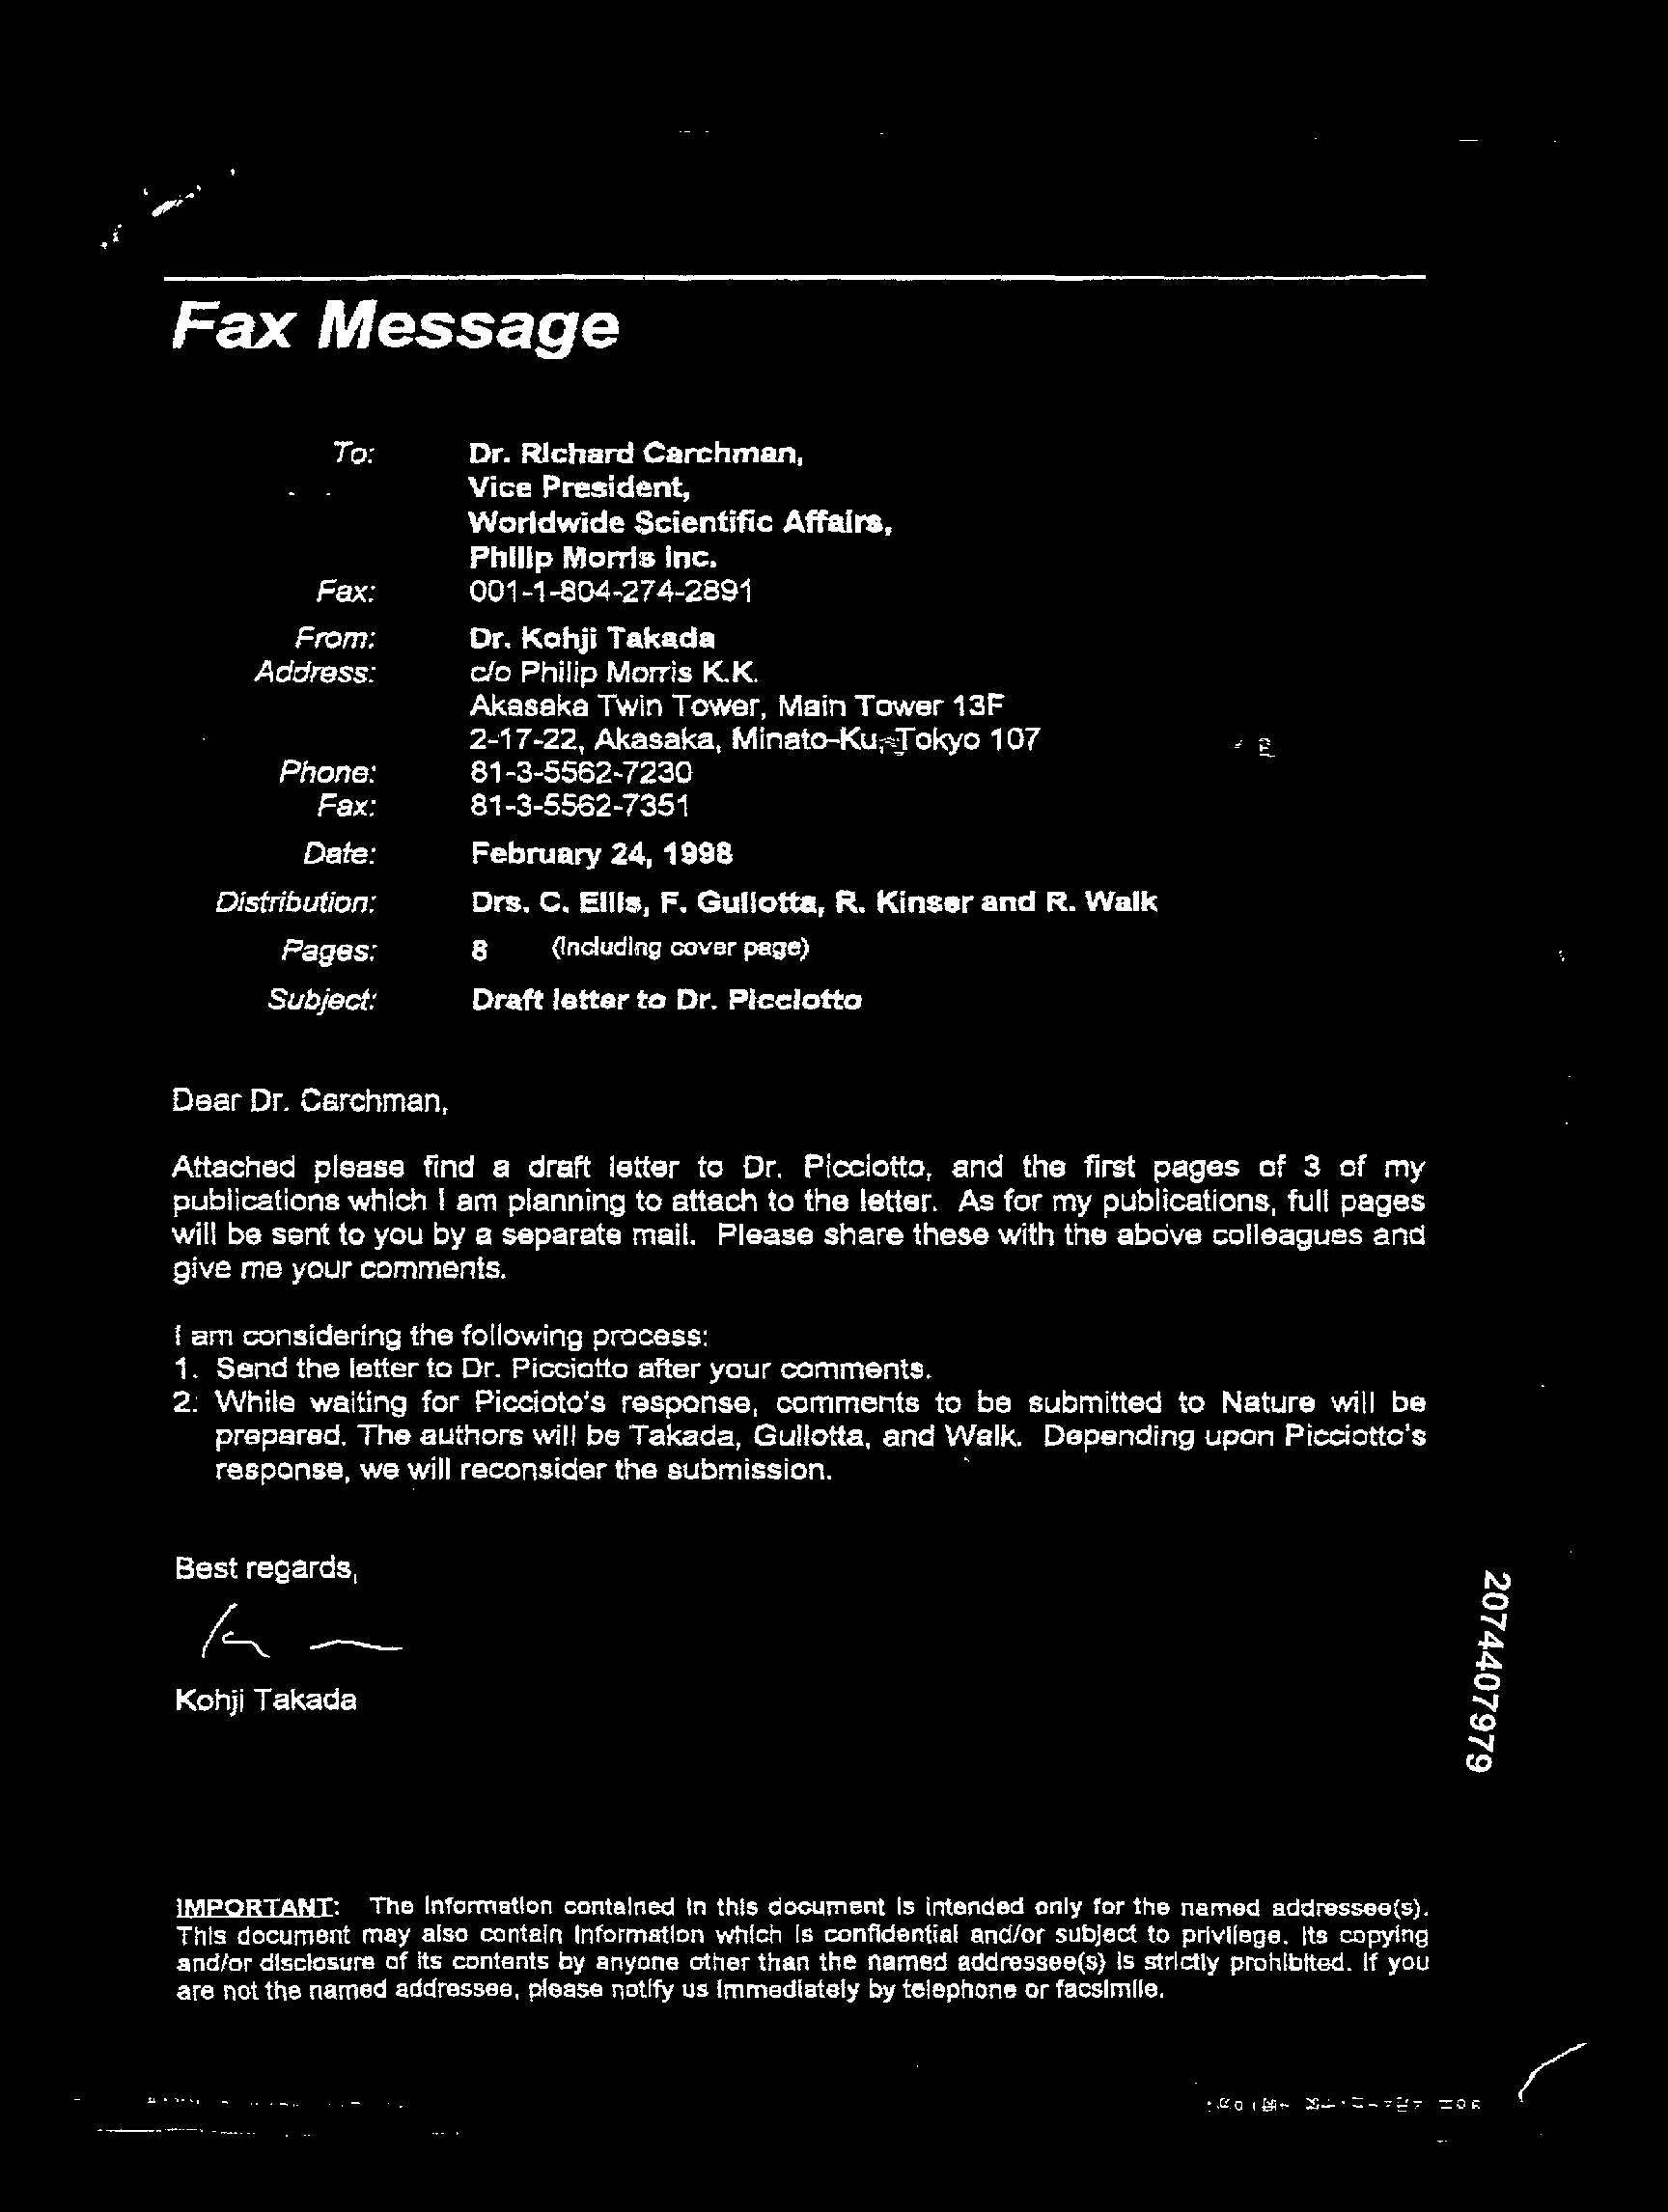 Fax Message
To: Dr. Richard Carchman,
Vice President,
Worldwide Scientific Affairs,
Philip Morris Inc.
Fax: 001-1-804-274-2891
From: Dr. Kohji Takada
Address: c/o Philip Morris K.K.
Akasaka Twin Tower, Main Tower 13F
2-17-22, Akasaka, Minato-Ku, Tokyo 107
Phone: 81-3-5562-7230
Fax: 81-3-5562-7351
Date: February 24, 1998
Distribution: Drs. C. Ellis, F. Gullotta, R. Kinser and R. Walk
Pages: 8 (Including cover page)
Subject: Draft letter to Dr. Picciotto
Dear Dr. Carchman,
Attached please find a draft letter to Dr. Picciotto, and the first pages of 3 of my
publications which I am planning to attach to the letter. As for my publications, full pages
will be sent to you by a separate mail. Please share these with the above colleagues and
give me your comments.
I am considering the following process:
1. Send the letter to Dr. Picciotto after your comments.
2: While waiting for Piccioto's response, comments to be submitted to Nature will be
prepared. The authors will be Takada, Gullotta, and Walk. Depending upon Picciotto's
response, we will reconsider the submission.
Best regards,
Kohji Takada
2074407979
IMPORTANT: The information contained in this document is intended only for the named addressee(s).
This document may also contain information which is confidential and/or subject to privilege. Its copying
and/or disclosure of its contents by anyone other than the named addressee(s) is strictly prohibited. If you
are not the named addressee, please notify us immediately by telephone or facsimile.